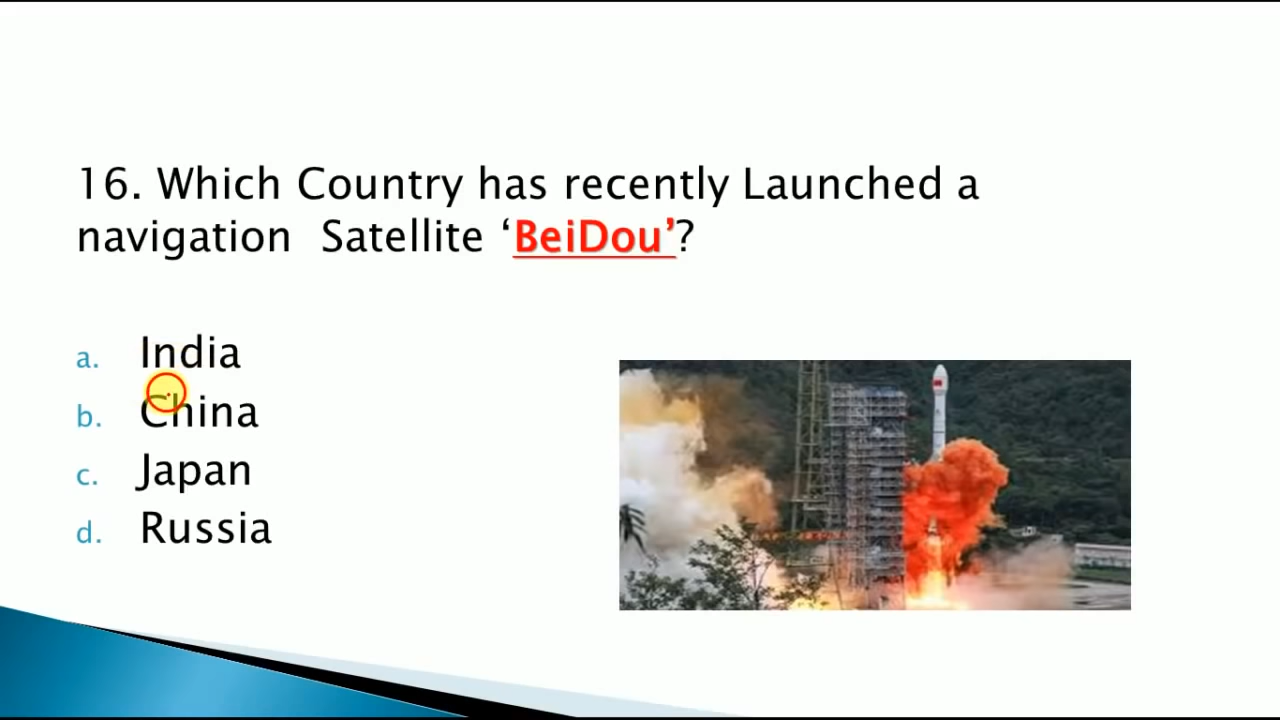 16. Which Country has recently Launched a
navigation Satellite ‘BeiDou’?
a. India
b. China
c. Japan
d. Russia